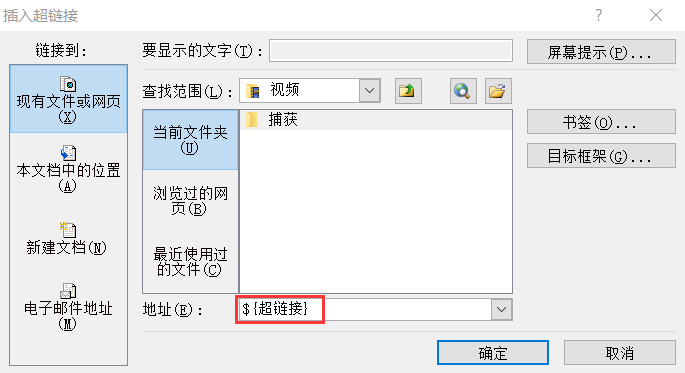 插入超链接
链接到：
要显示的文字(T)：
屏幕提示(P)...
现有文件或网页
(X)
查找范围(L)：
视频
当前文件夹
(U)
捕获
书签(O)...
目标框架(G)...
本文档中的位置
(A)
浏览过的网
页(B)
新建文档(N)
最近使用过
的文件(C)
电子邮件地址
(M)
地址(E)：
${超链接}
确定
取消